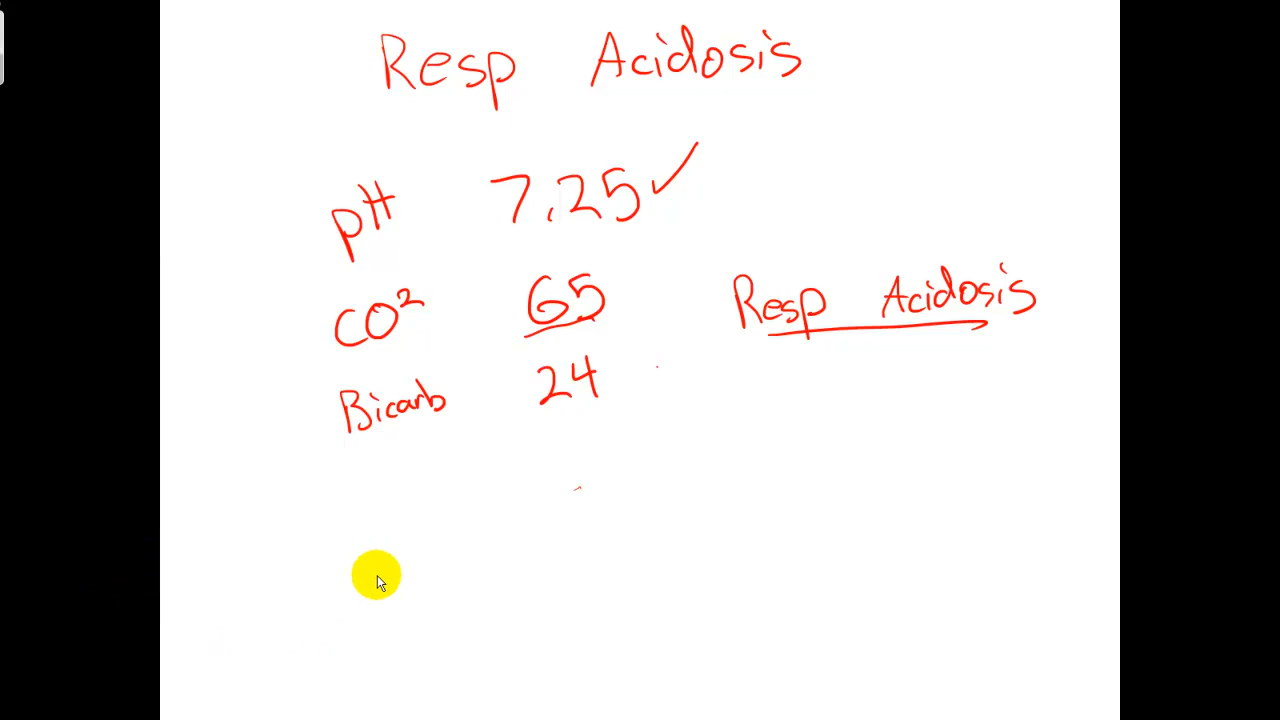 Resp Acidosis
pH 7.25 ✓
CO² 65 Resp Acidosis
Bicarb 24